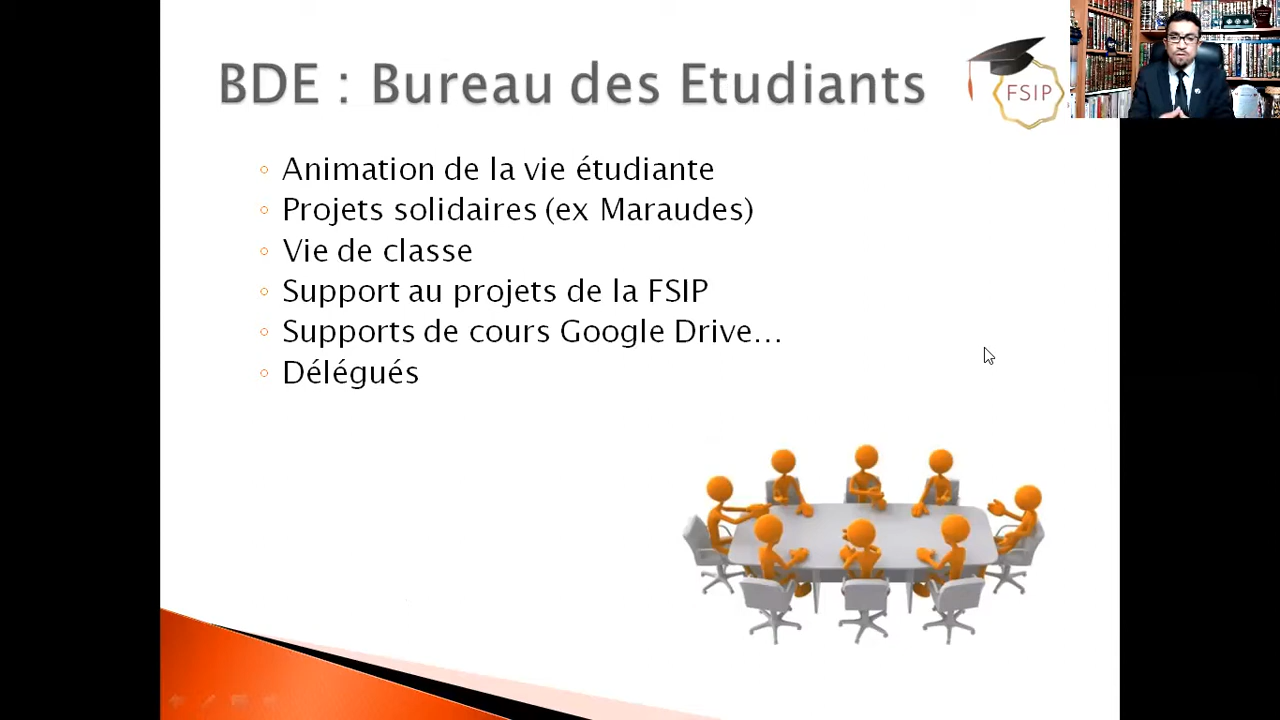 BDE : Bureau des Etudiants
FSIP
Animation de la vie étudiante
Projets solidaires (ex Maraudes)
Vie de classe
Support au projets de la FSIP
Supports de cours Google Drive...
Délégués